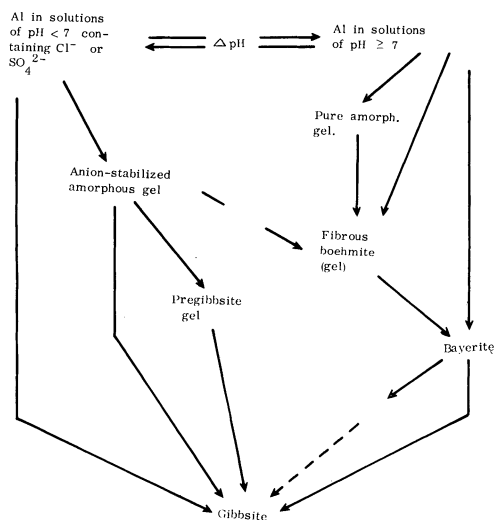 Al in solutions
of pH < 7 con-
taining Cl⁻ or
SO₄²⁻
Δ pH
Al in solutions
of pH ≥ 7
Pure amorph.
gel.
Anion-stabilized
amorphous gel
Fibrous
boehmite
(gel)
Pregibbsite
gel
Bayerite
Gibbsite